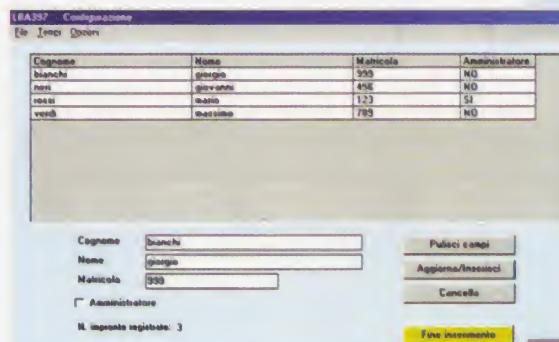 LBA397 - Configurazione
File Tempi Opzioni
Cognome Nome Matricola Amministratore
bianchi giorgio 999 NO
neri giovanni 456 NO
rossi mario 123 SI
verdi massimo 789 NO
Cognome bianchi
Nome giorgio
Matricola 999
Amministratore
N. impronte registrate: 3
Pulisci campi
Aggiorna/Inserisci
Cancella
Fine inserimento